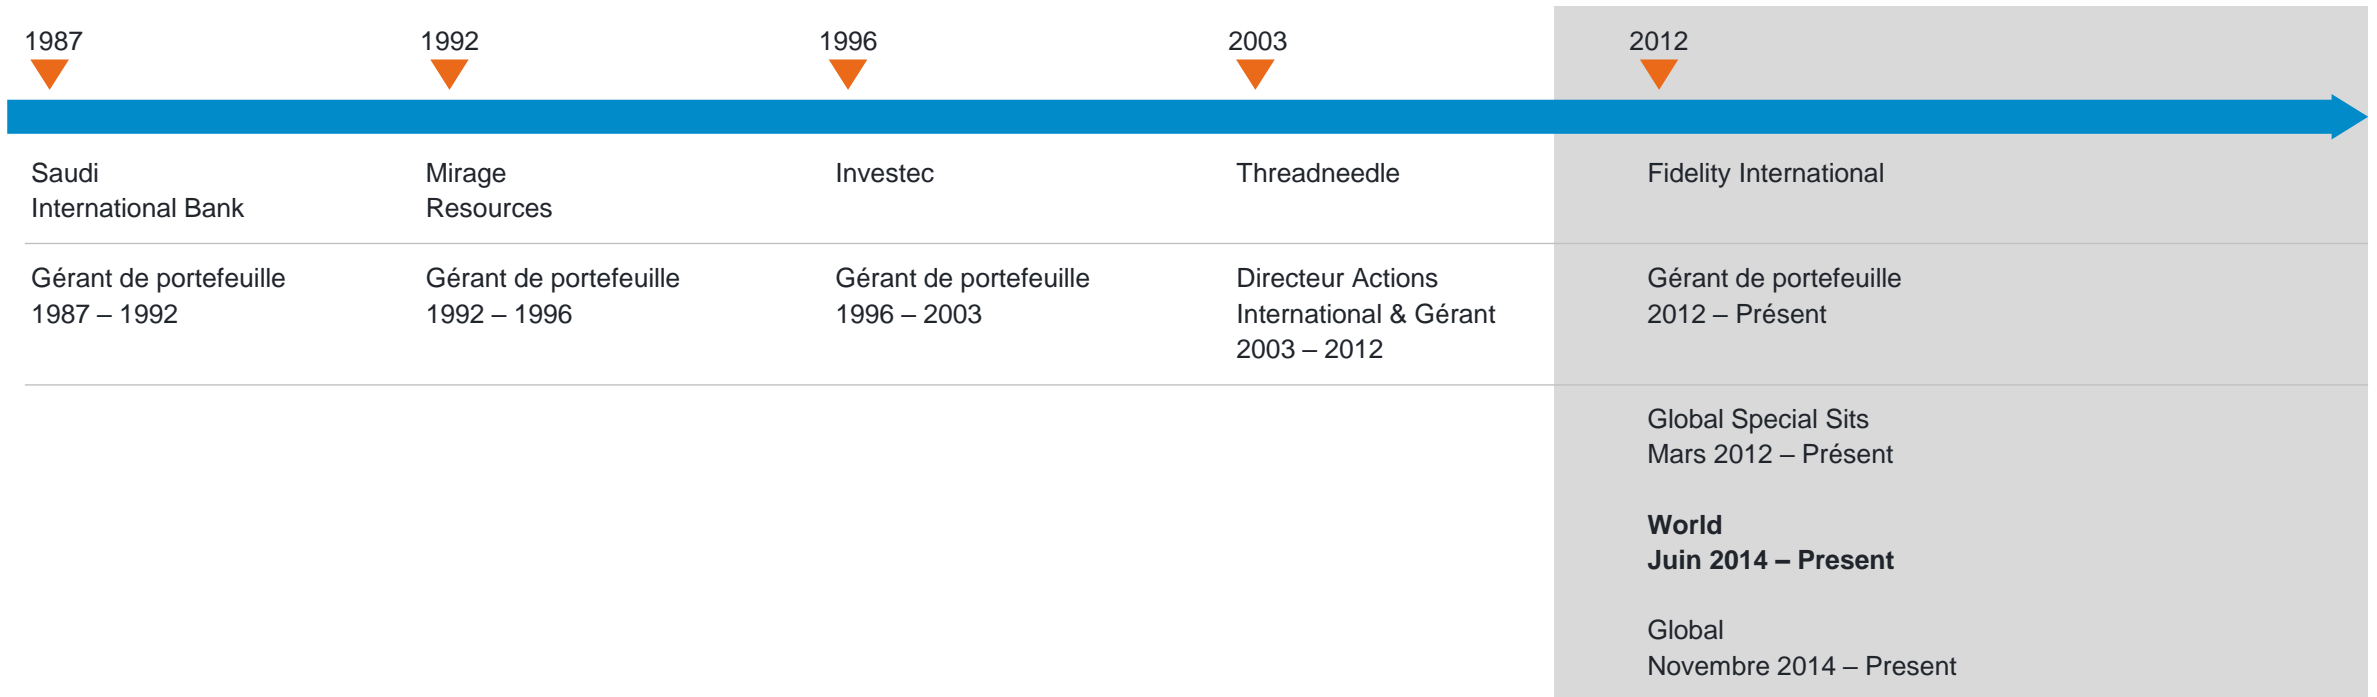 1987
1992
1996
2003
2012
Saudi
International Bank
Mirage
Resources
Investec
Threadneedle
Fidelity International
Gérant de portefeuille
1987 – 1992
Gérant de portefeuille
1992 – 1996
Gérant de portefeuille
1996 – 2003
Directeur Actions
International & Gérant
2003 – 2012
Gérant de portefeuille
2012 – Présent
Global Special Sits
Mars 2012 – Présent
World
Juin 2014 – Present
Global
Novembre 2014 – Present